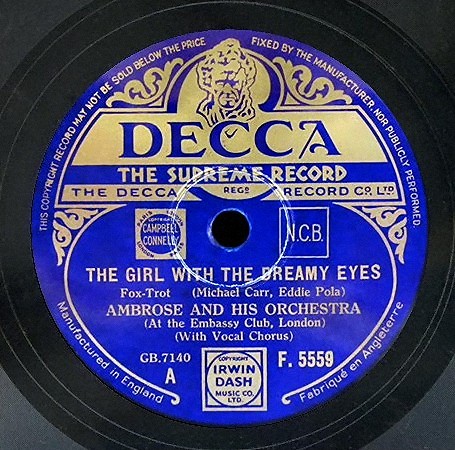 THIS COPYRIGHT RECORD MAY NOT BE SOLD BELOW THE PRICE FIXED BY THE MANUFACTURER, NOR PUBLICLY PERFORMED.
DECCA
THE SUPREME RECORD
THE DECCA REGD RECORD CO. LTD.
COPYRIGHT
CAMPBELL
CONNELLY
N.C.B.
THE GIRL WITH THE DREAMY EYES
Fox-Trot (Michael Carr, Eddie Pola)
AMBROSE AND HIS ORCHESTRA
(At the Embassy Club, London)
(With Vocal Chorus)
GB.7140
A
COPYRIGHT
IRWIN
DASH
MUSIC CO.
LTD.
F. 5559
Manufactured in England
Fabriqué en Angleterre